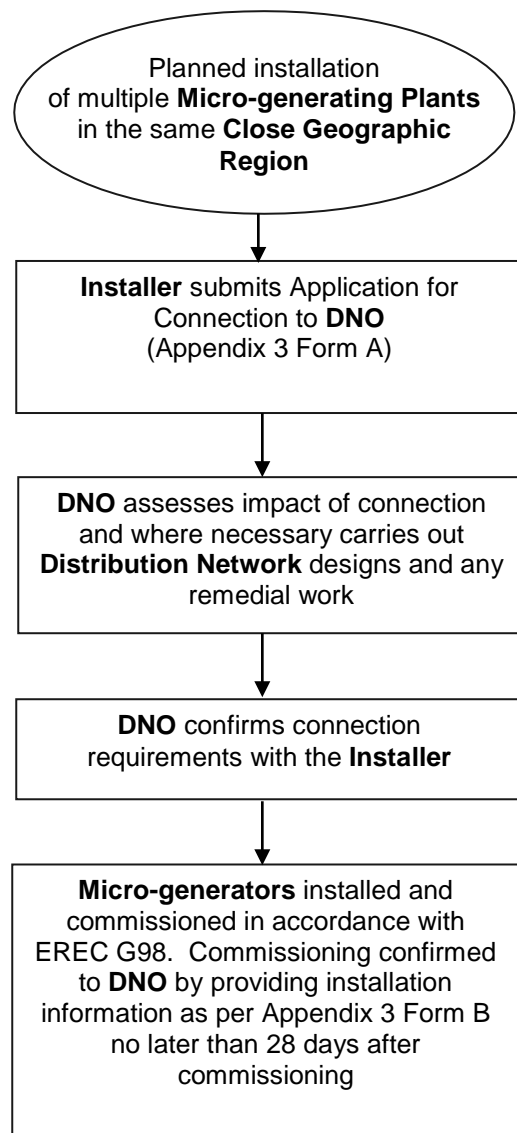 Planned installation
of multiple Micro-generating Plants
in the same Close Geographic
Region
Installer submits Application for
Connection to DNO
(Appendix 3 Form A)
DNO assesses impact of connection
and where necessary carries out
Distribution Network designs and any
remedial work
DNO confirms connection
requirements with the Installer
Micro-generators installed and
commissioned in accordance with
EREC G98.  Commissioning confirmed
to DNO by providing installation
information as per Appendix 3 Form B
no later than 28 days after
commissioning